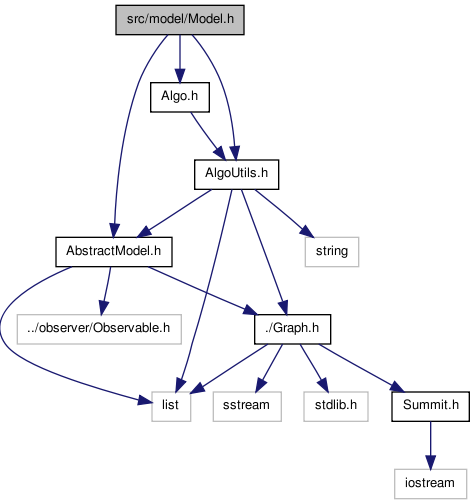 src/model/Model.h
Algo.h
AlgoUtils.h
AbstractModel.h
string
../observer/Observable.h
./Graph.h
list
sstream
stdlib.h
Summit.h
iostream